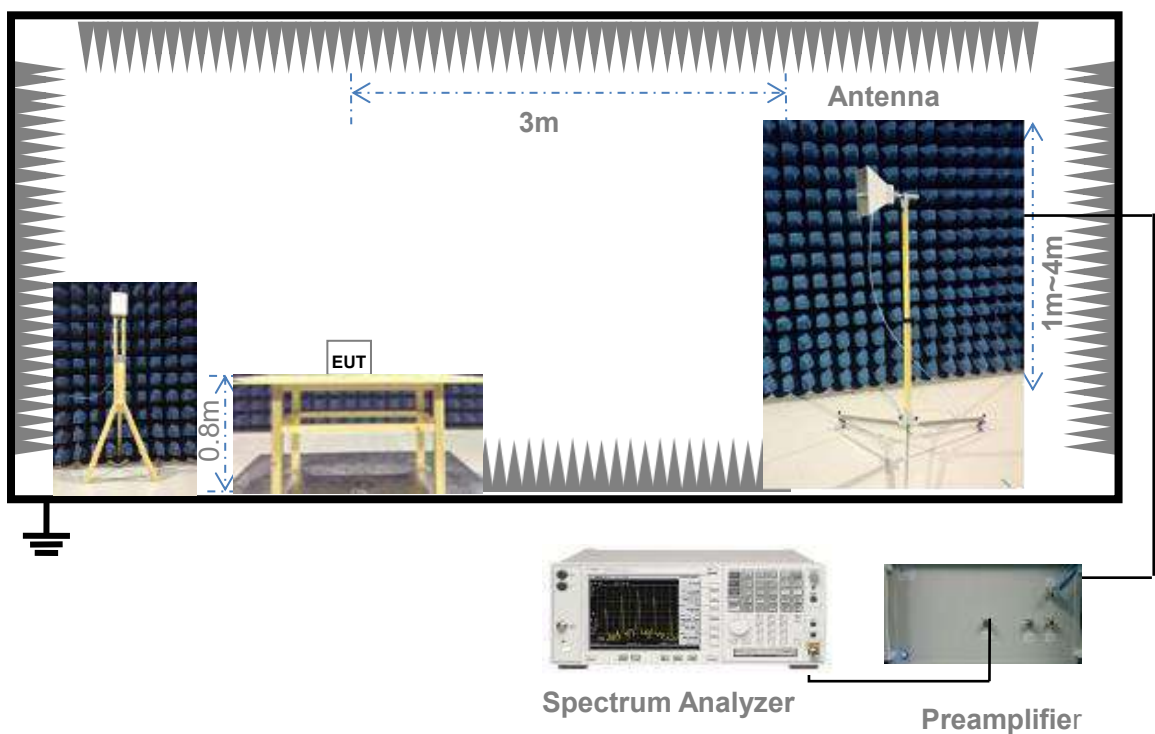 Antenna
3m
1m~4m
EUT
0.8m
Spectrum Analyzer
Preamplifier